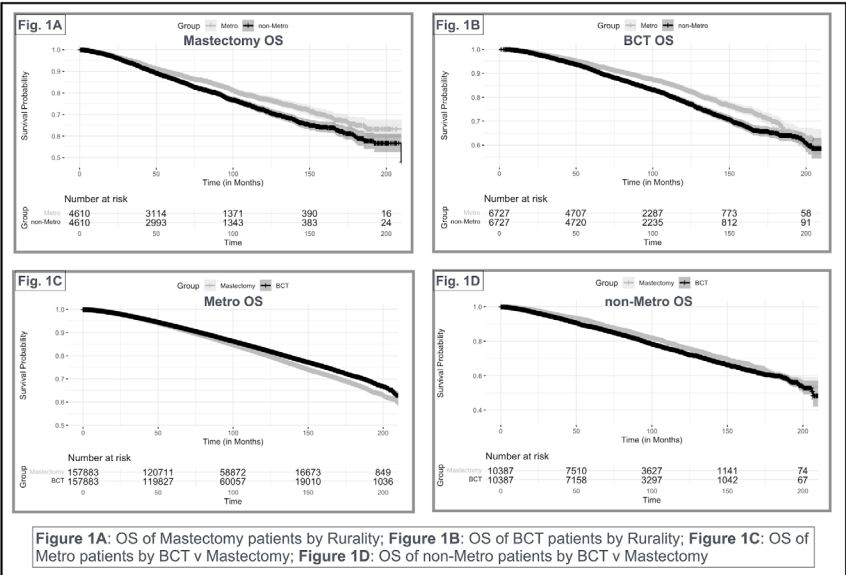 Fig. 1A
Group Metro non-Metro
Mastectomy OS
Survival Probability
1.0
0.9
0.8
0.7
0.6
0.5
0 50 100 150 200
Time (in Months)
Number at risk
Group
Metro 4610 3114 1371 390 16
non-Metro 4610 2993 1343 383 24
0 50 100 150 200
Time
Fig. 1B
Group Metro non-Metro
BCT OS
Survival Probability
1.0
0.9
0.8
0.7
0.6
0 50 100 150 200
Time (in Months)
Number at risk
Group
Metro 6727 4707 2287 773 58
non-Metro 6727 4720 2235 812 91
0 50 100 150 200
Time
Fig. 1C
Group Mastectomy BCT
Metro OS
Survival Probability
1.0
0.9
0.8
0.7
0.6
0.5
0 50 100 150 200
Time (in Months)
Number at risk
Group
Mastectomy 157883 120711 58872 16673 849
BCT 157883 119827 60057 19010 1036
0 50 100 150 200
Time
Fig. 1D
Group Mastectomy BCT
non-Metro OS
Survival Probability
1.0
0.8
0.6
0.4
0 50 100 150 200
Time (in Months)
Number at risk
Group
Mastectomy 10387 7510 3627 1141 74
BCT 10387 7158 3297 1042 67
0 50 100 150 200
Time
Figure 1A: OS of Mastectomy patients by Rurality; Figure 1B: OS of BCT patients by Rurality; Figure 1C: OS of
Metro patients by BCT v Mastectomy; Figure 1D: OS of non-Metro patients by BCT v Mastectomy